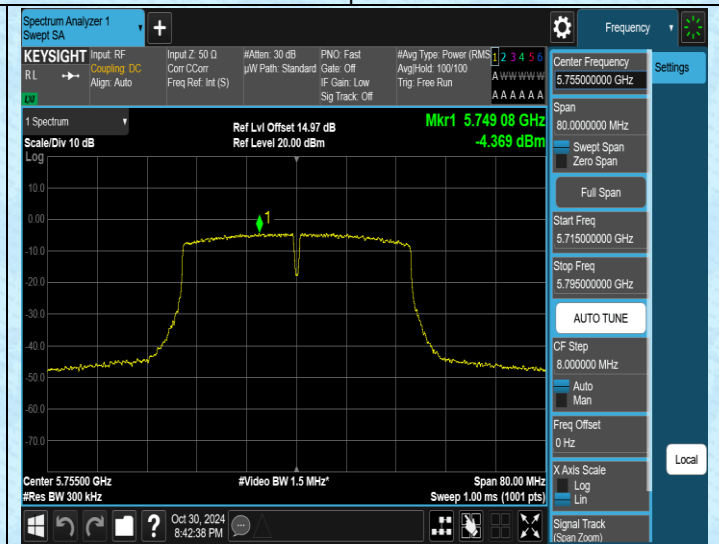 Spectrum Analyzer 1
Swept SA
+
Frequency
KEYSIGHT
RL
Input: RF
Coupling: DC
Align: Auto
Input Z: 50 Ω
Corr CCorr
Freq Ref: Int (S)
#Atten: 30 dB
µW Path: Standard
PNO: Fast
Gate: Off
IF Gain: Low
Sig Track: Off
#Avg Type: Power (RMS
Avg|Hold: 100/100
Trig: Free Run
1 2 3 4 5 6
A W W W W W
A A A A A A
1 Spectrum
Scale/Div 10 dB
Log
Ref Lvl Offset 14.97 dB
Ref Level 20.00 dBm
Mkr1 5.749 08 GHz
-4.369 dBm
10.0
0.00
-10.0
-20.0
-30.0
-40.0
-50.0
-60.0
-70.0
1
Center 5.75500 GHz
#Res BW 300 kHz
#Video BW 1.5 MHz*
Span 80.00 MHz
Sweep 1.00 ms (1001 pts)
Oct 30, 2024
8:42:38 PM
?
Center Frequency
5.755000000 GHz
Span
80.0000000 MHz
Swept Span
Zero Span
Full Span
Start Freq
5.715000000 GHz
Stop Freq
5.795000000 GHz
AUTO TUNE
CF Step
8.000000 MHz
Auto
Man
Freq Offset
0 Hz
X Axis Scale
Log
Lin
Signal Track
(Span Zoom)
Settings
Local